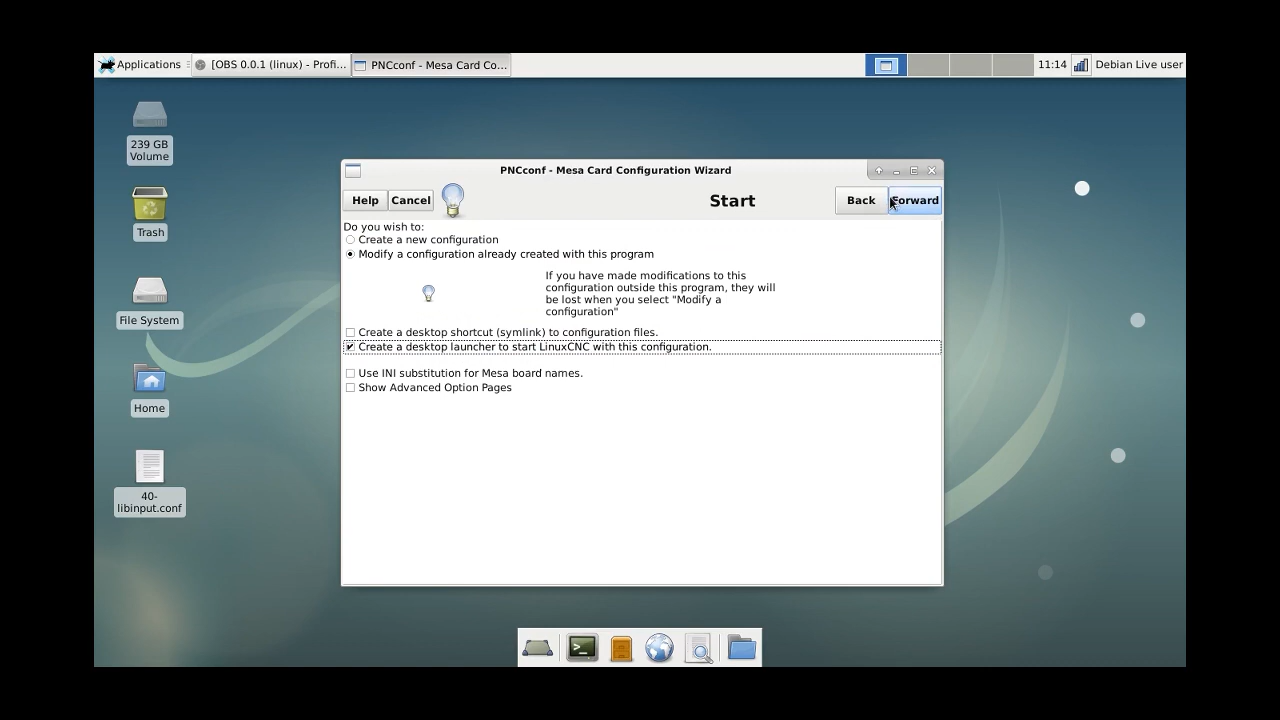 Applications
[OBS 0.0.1 (linux) - Profi...
PNCconf - Mesa Card Co...
11:14
Debian Live user
239 GB
Volume
Trash
File System
Home
40-
libinput.conf
PNCconf - Mesa Card Configuration Wizard
Help
Cancel
Start
Back
Forward
Do you wish to:
Create a new configuration
Modify a configuration already created with this program
If you have made modifications to this
configuration outside this program, they will
be lost when you select "Modify a
configuration"
Create a desktop shortcut (symlink) to configuration files.
Create a desktop launcher to start LinuxCNC with this configuration.
Use INI substitution for Mesa board names.
Show Advanced Option Pages